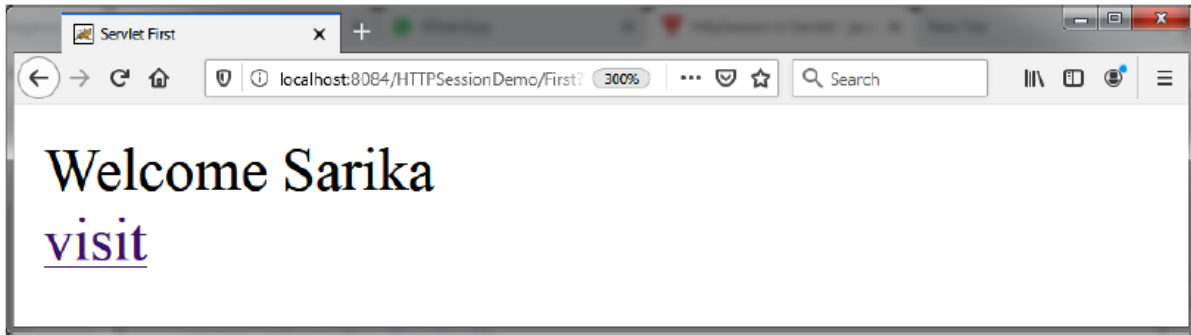 Servlet First
localhost:8084/HTTPSessionDemo/First?
300%
Search
Welcome Sarika
visit